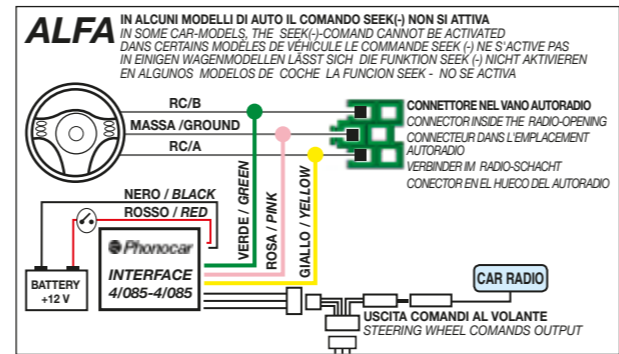 ALFA
IN ALCUNI MODELLI DI AUTO IL COMANDO SEEK(-) NON SI ATTIVA
IN SOME CAR-MODELS, THE SEEK(-)-COMAND CANNOT BE ACTIVATED
DANS CERTAINS MODÈLES DE VÉHICULE LE COMMANDE SEEK (-) NE S'ACTIVE PAS
IN EINIGEN WAGENMODELLEN LÄSST SICH DIE FUNKTION SEEK (-) NICHT AKTIVIEREN
EN ALGUNOS MODELOS DE COCHE LA FUNCION SEEK - NO SE ACTIVA
RC/B
MASSA /GROUND
RC/A
CONNETTORE NEL VANO AUTORADIO
CONNECTOR INSIDE THE RADIO-OPENING
CONNECTEUR DANS L'EMPLACEMENT
AUTORADIO
VERBINDER IM RADIO-SCHACHT
CONECTOR EN EL HUECO DEL AUTORADIO
NERO / BLACK
ROSSO / RED
VERDE / GREEN
ROSA / PINK
GIALLO / YELLOW
Phonocar
INTERFACE
4/085-4/085
BATTERY
+12 V
CAR RADIO
USCITA COMANDI AL VOLANTE
STEERING WHEEL COMANDS OUTPUT